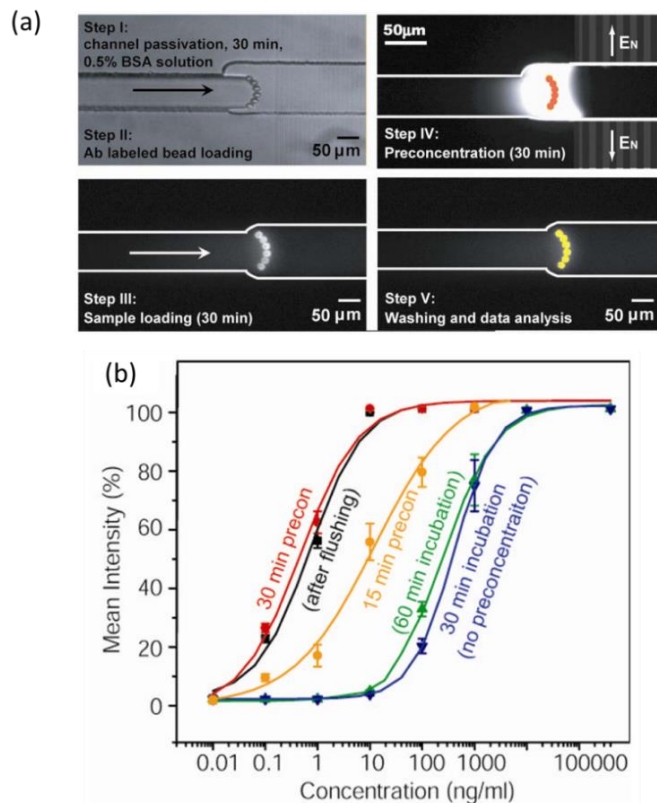 (a)
Step I:
channel passivation, 30 min,
0.5% BSA solution
Step II:
Ab labeled bead loading
50 µm
50µm
EN
Step IV:
Preconcentration (30 min)
EN
Step III:
Sample loading (30 min)
50 µm
Step V:
Washing and data analysis
50 µm
(b)
Mean Intensity (%)
100
80
60
40
20
0
30 min precon
(after flushing)
15 min precon
(60 min incubation)
30 min incubation
(no preconcentraiton)
0.01 0.1 1 10 100 1000 100000
Concentration (ng/ml)